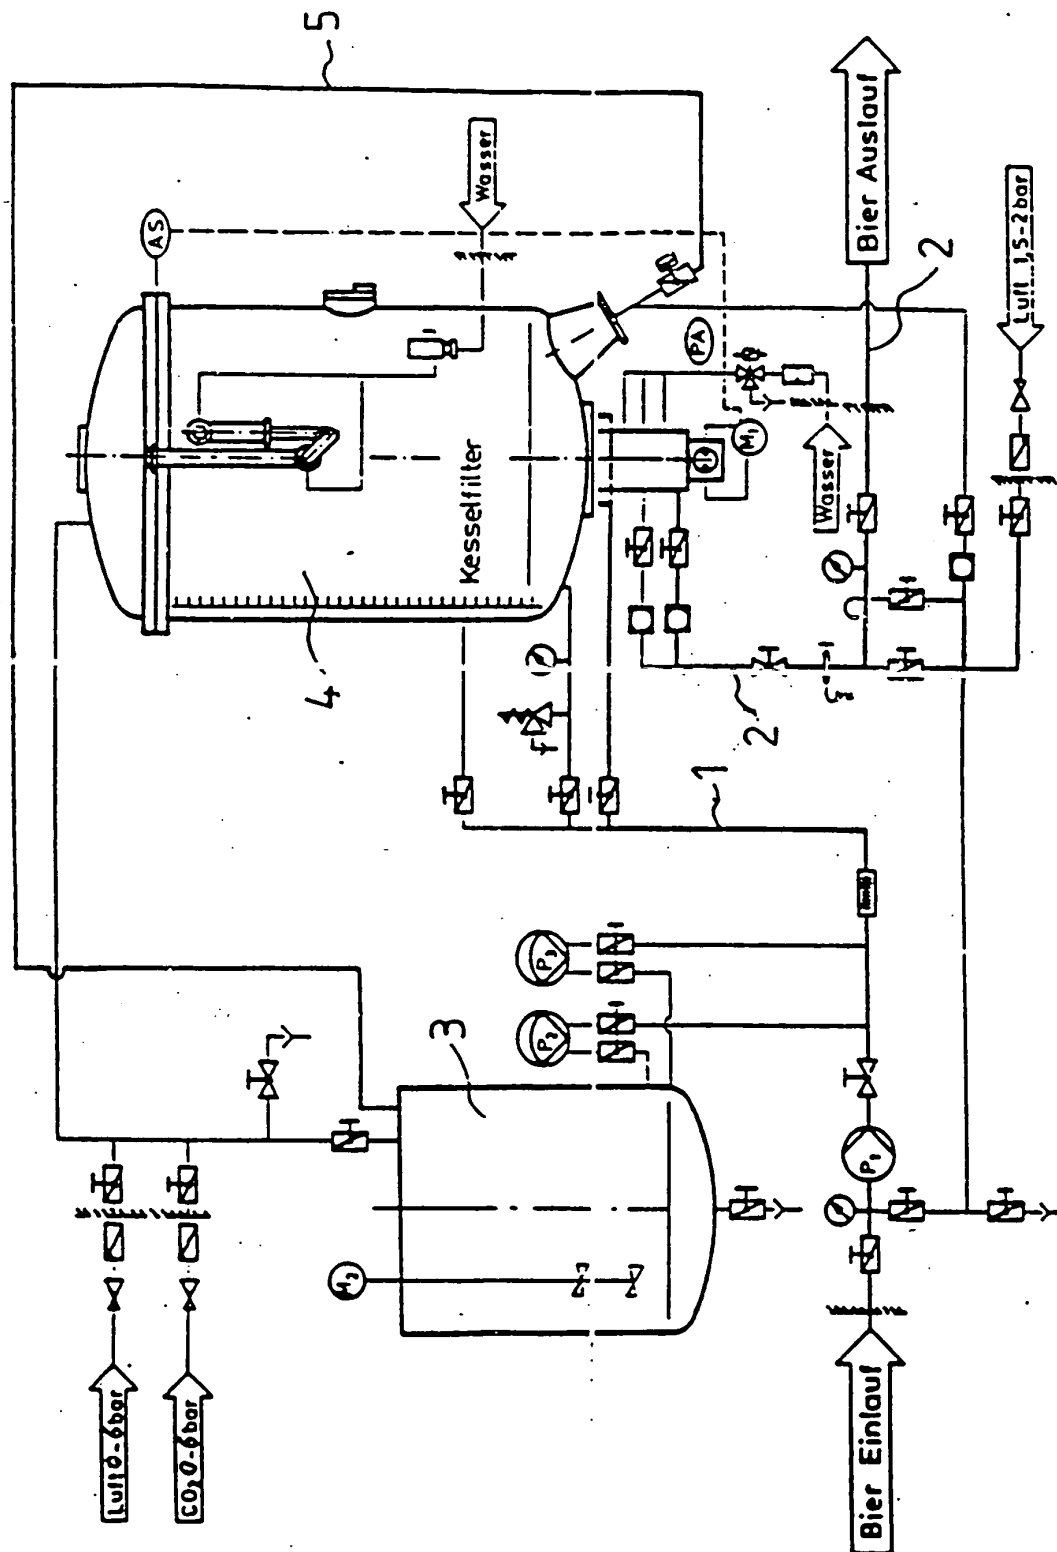 5
AS
Wasser
Bier Auslauf
2
Luft 1,5-2 bar
Kesselfilter
4
PA
M1
Wasser
2
1
P3
P2
3
P1
M2
Luft 0-6 bar
CO2 0-6 bar
Bier Einlauf